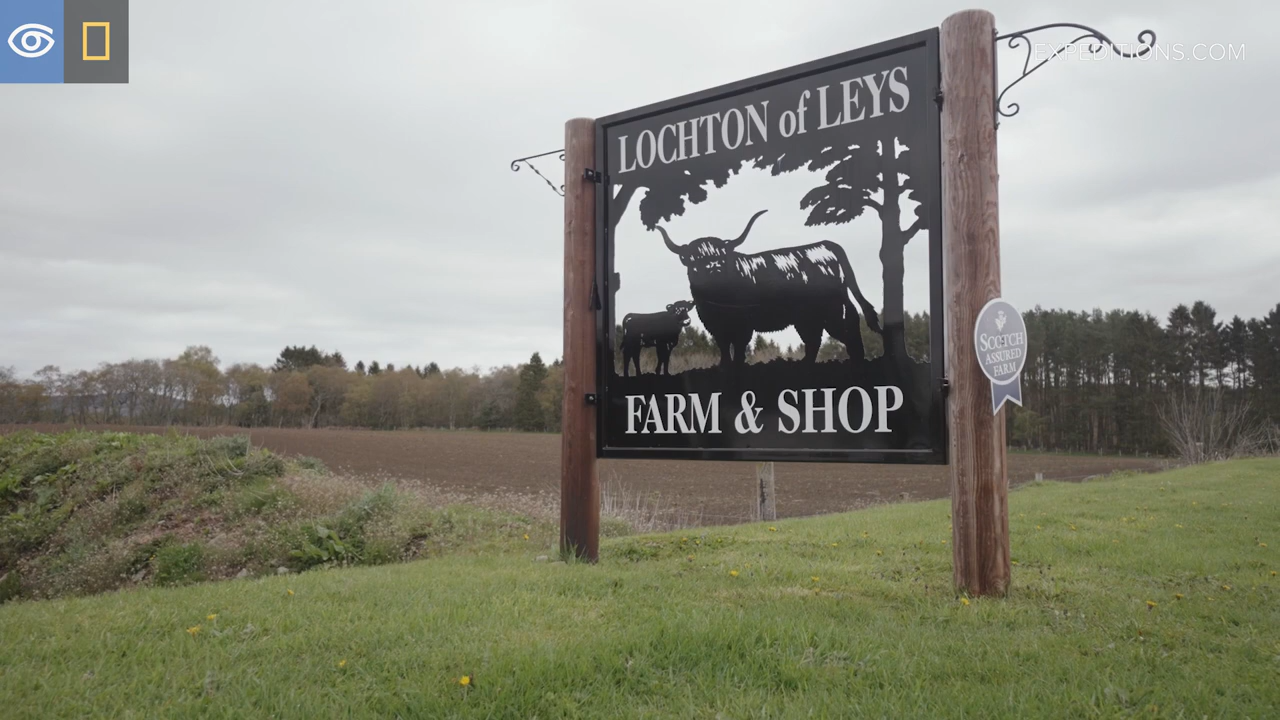 EXPEDITIONS.COM
LOCHTON of LEYS
FARM & SHOP
SCOTCH
ASSURED
FARM